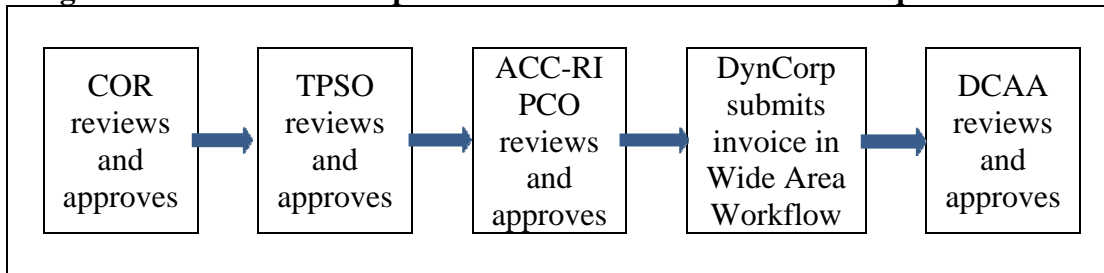 COR
reviews
and
approves
TPSO
reviews
and
approves
ACC-RI
PCO
reviews
and
approves
DynCorp
submits
invoice in
Wide Area
Workflow
DCAA
reviews
and
approves